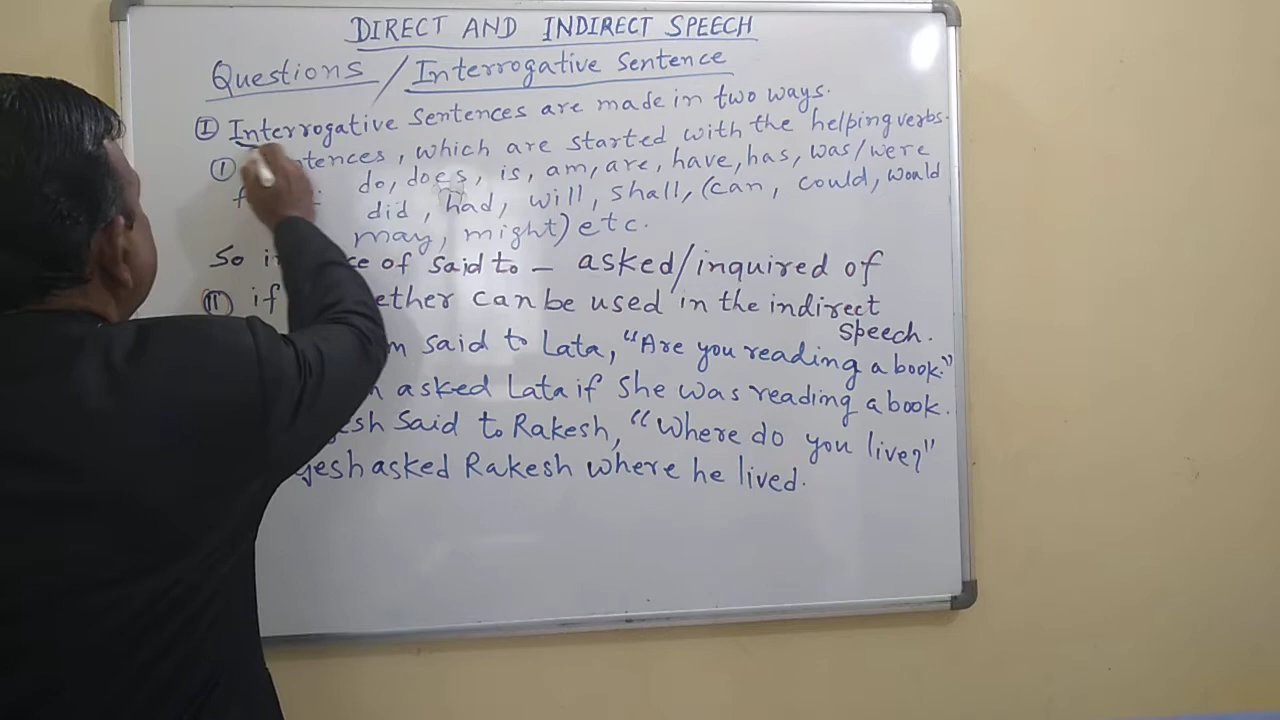 DIRECT AND INDIRECT SPEECH
Questions / Interrogative Sentence
I Interrogative Sentences are made in two ways.
① tences, which are started with the helping verbs.
do, does, is, am, are, have, has, was/were
did, had, will, shall, (can, could, would
may, might) etc.
So in ce of said to - asked/inquired of
II if ether can be used in the indirect
speech.
m said to Lata, "Are you reading a book."
asked Lata if she was reading a book.
esh said to Rakesh, "Where do you live?"
gesh asked Rakesh where he lived.